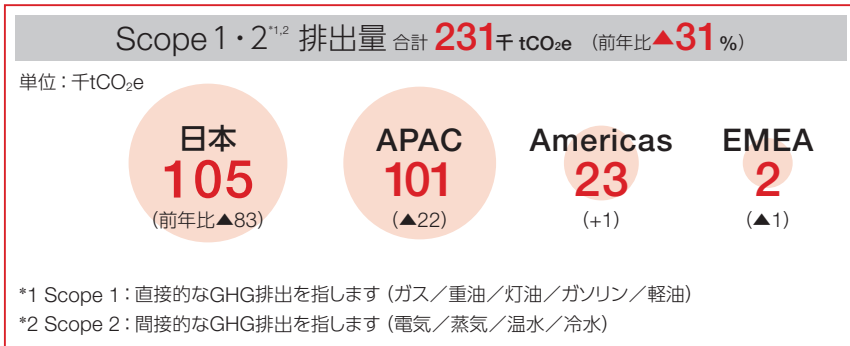 Scope 1・2*1,2 排出量 合計 231千 tCO2e （前年比▲31%）
単位：千tCO2e
日本 APAC Americas EMEA
105 101 23 2
（前年比▲83） （▲22） （+1） （▲1）
*1 Scope 1：直接的なGHG排出を指します（ガス／重油／灯油／ガソリン／軽油）
*2 Scope 2：間接的なGHG排出を指します（電気／蒸気／温水／冷水）